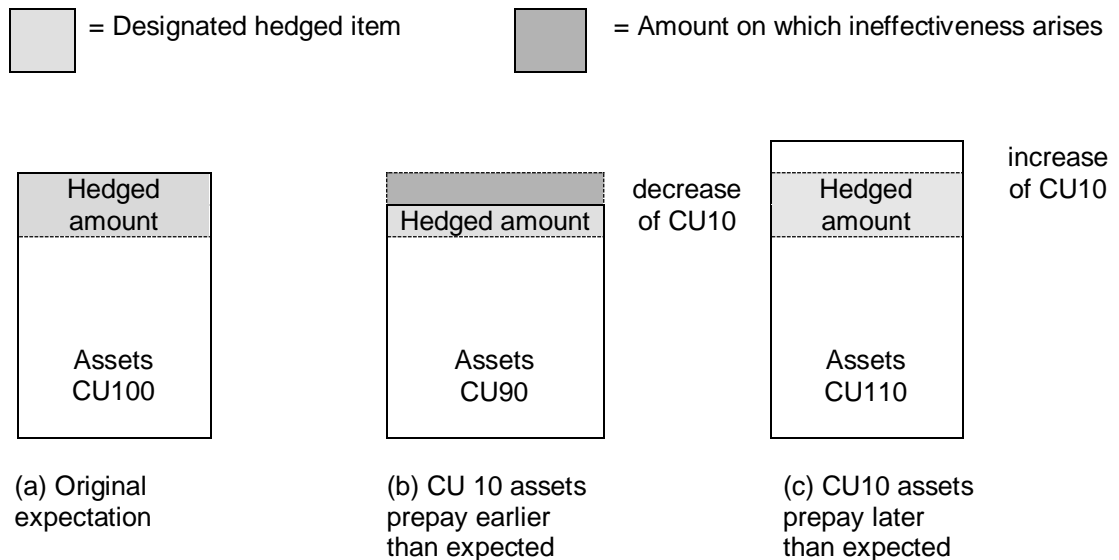 = Designated hedged item
= Amount on which ineffectiveness arises
Hedged
amount
Assets
CU100
(a) Original
expectation
Hedged amount
decrease
of CU10
Assets
CU90
(b) CU 10 assets
prepay earlier
than expected
Hedged
amount
increase
of CU10
Assets
CU110
(c) CU10 assets
prepay later
than expected